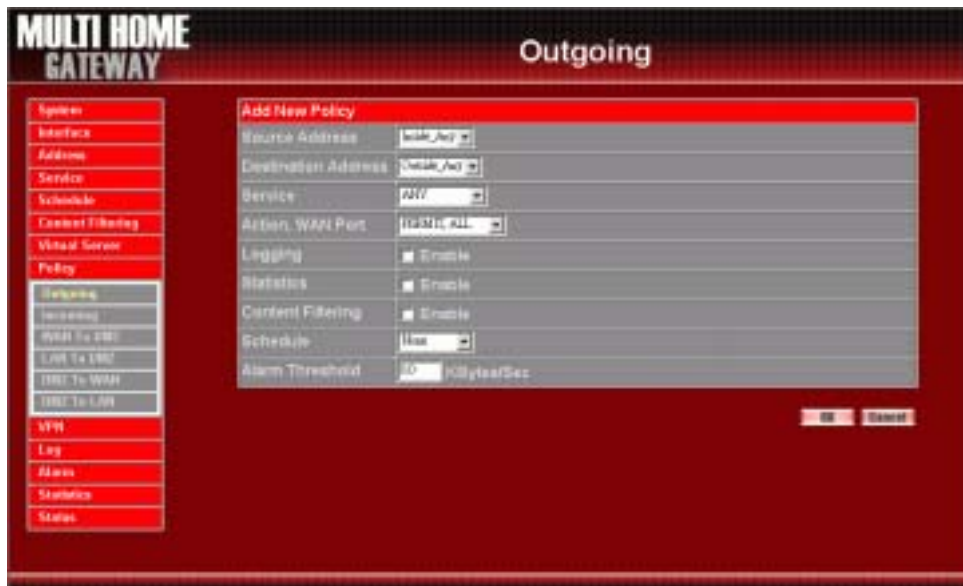 MULTI HOME
GATEWAY
Outgoing
System
Interface
Address
Service
Schedule
Content Filtering
Virtual Server
Policy
Outgoing
Incoming
WAN To DMZ
LAN To DMZ
DMZ To WAN
DMZ To LAN
VPN
Log
Alarm
Statistics
Status
Add New Policy
Source Address Inside_Any
Destination Address Outside_Any
Service ANY
Action, WAN Port PERMIT, ALL
Logging Enable
Statistics Enable
Content Filtering Enable
Schedule None
Alarm Threshold KBytes/Sec
OK Cancel